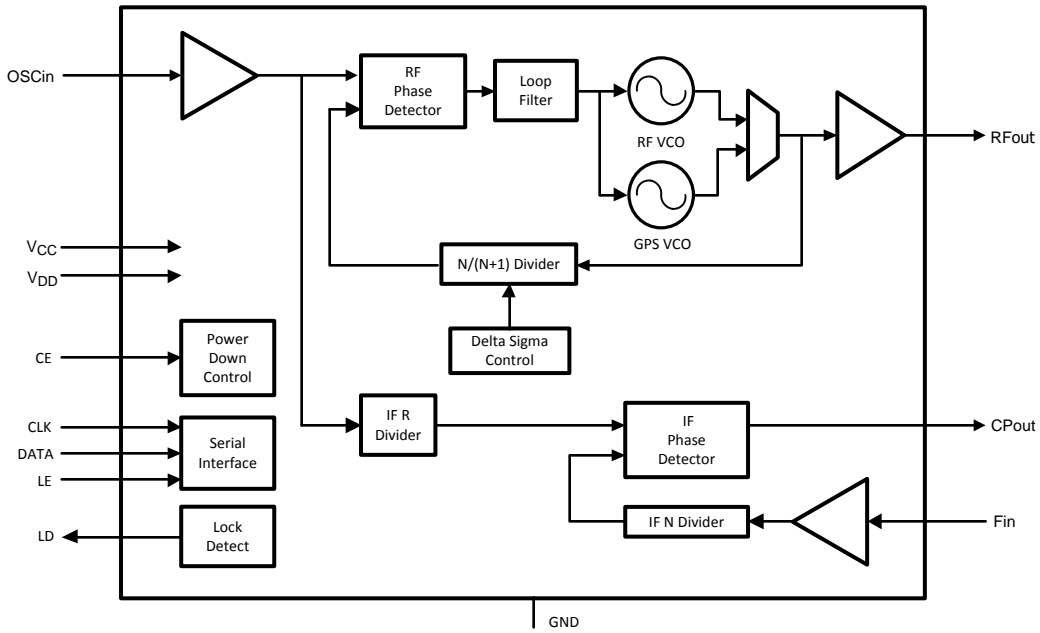 OSCin
RF
Phase
Detector
Loop
Filter
RF VCO
RFout
GPS VCO
VCC
VDD
N/(N+1) Divider
Delta Sigma
Control
CE
Power
Down
Control
IF R
Divider
IF
Phase
Detector
CPout
CLK
DATA
LE
Serial
Interface
LD
Lock
Detect
IF N Divider
Fin
GND